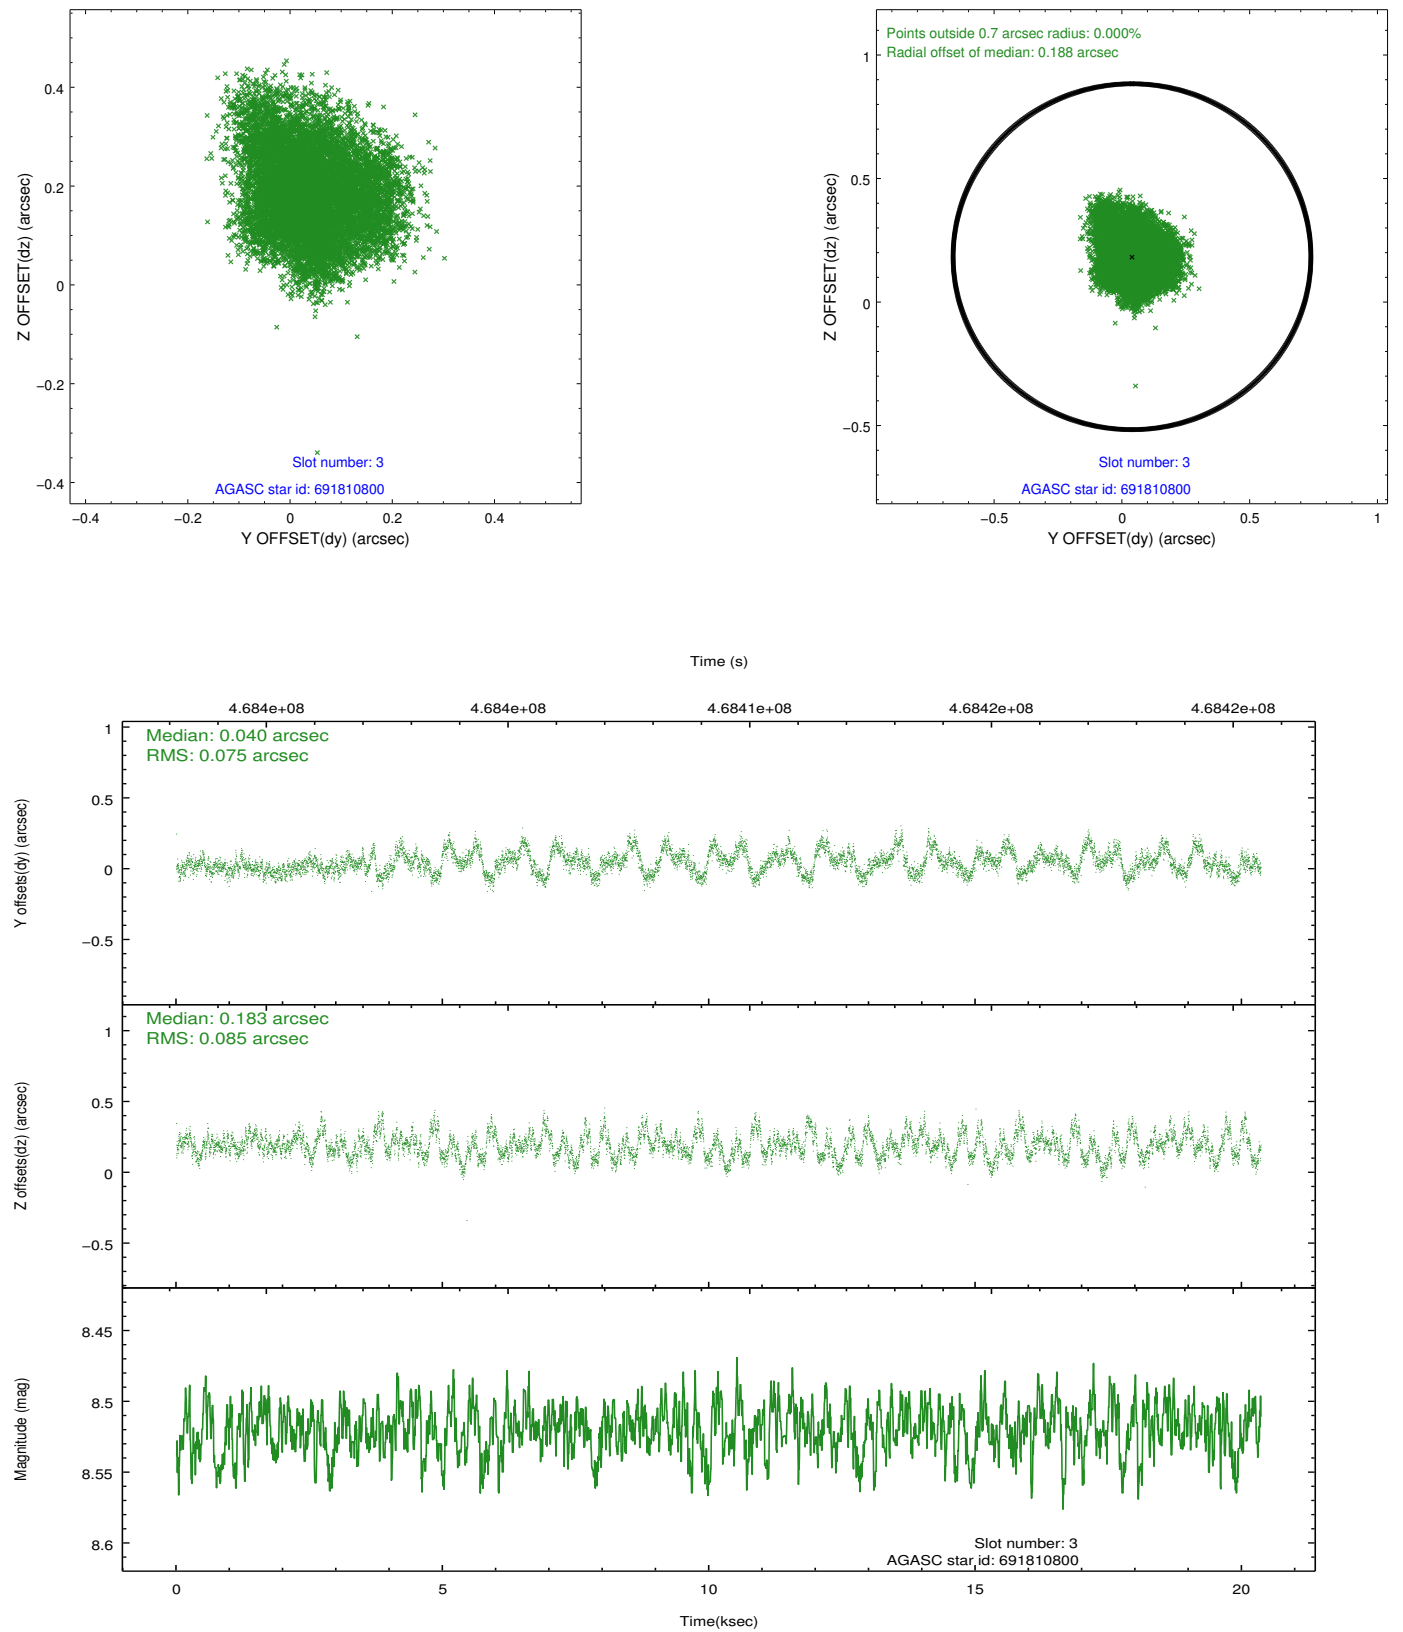 0.4
0.2
0
−0.2
−0.4
−0.4
−0.2
0
0.2
0.4
Z OFFSET(dz) (arcsec)
Y OFFSET(dy) (arcsec)
Slot number: 3
AGASC star id: 691810800
Points outside 0.7 arcsec radius: 0.000%
Radial offset of median: 0.188 arcsec
1
0.5
0
−0.5
−0.5
0
0.5
1
Z OFFSET(dz) (arcsec)
Y OFFSET(dy) (arcsec)
Slot number: 3
AGASC star id: 691810800
Time (s)
4.684e+08
4.684e+08
4.6841e+08
4.6842e+08
4.6842e+08
Median: 0.040 arcsec
RMS: 0.075 arcsec
1
0.5
0
−0.5
Y offsets(dy) (arcsec)
Median: 0.183 arcsec
RMS: 0.085 arcsec
1
0.5
0
−0.5
Z offsets(dz) (arcsec)
8.45
8.5
8.55
8.6
Magnitude (mag)
Slot number: 3
AGASC star id: 691810800
0
5
10
15
20
Time(ksec)